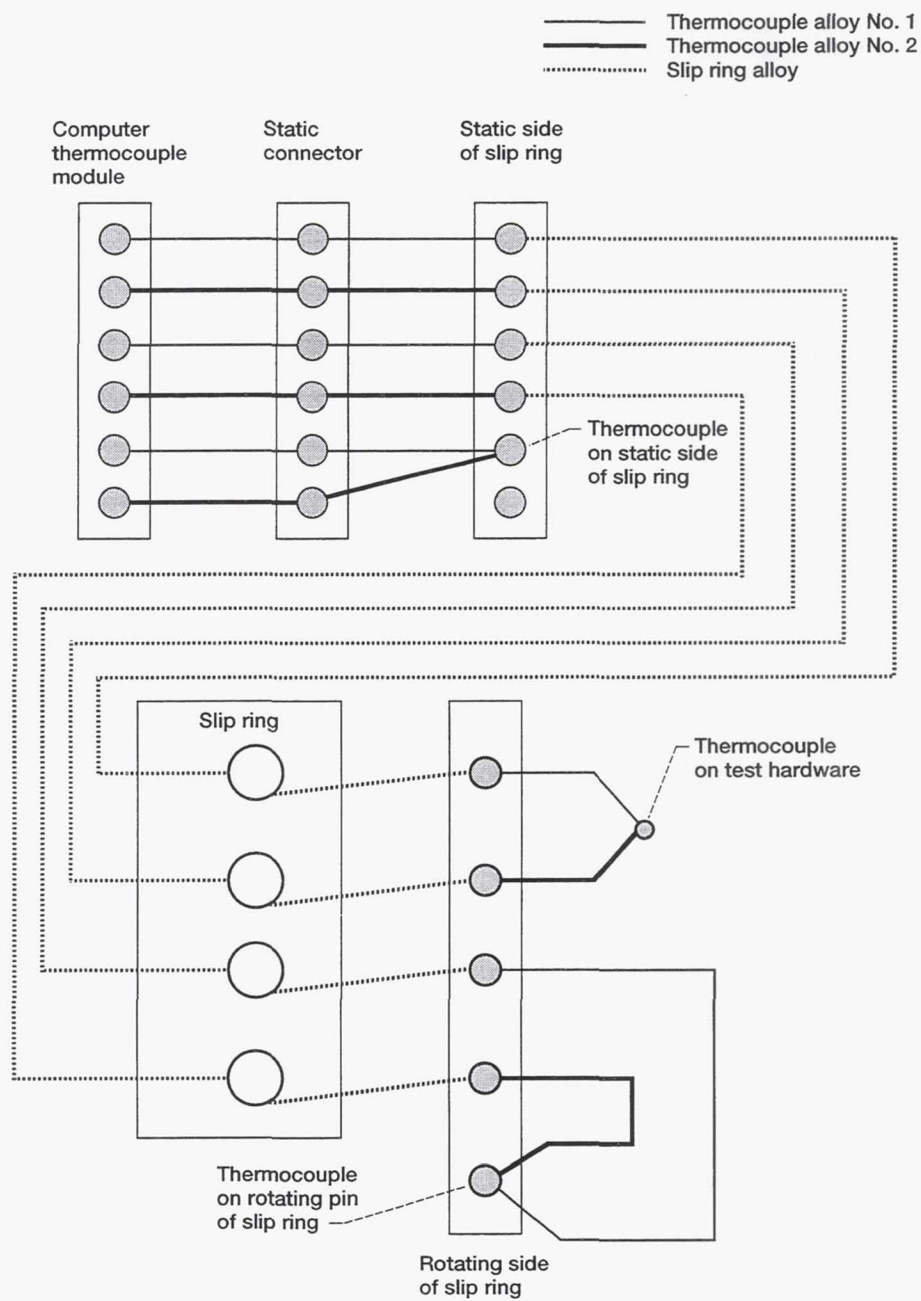 Thermocouple alloy No. 1
Thermocouple alloy No. 2
Slip ring alloy
Computer
thermocouple
module
Static
connector
Static side
of slip ring
Thermocouple
on static side
of slip ring
Slip ring
Thermocouple
on test hardware
Thermocouple
on rotating pin
of slip ring
Rotating side
of slip ring